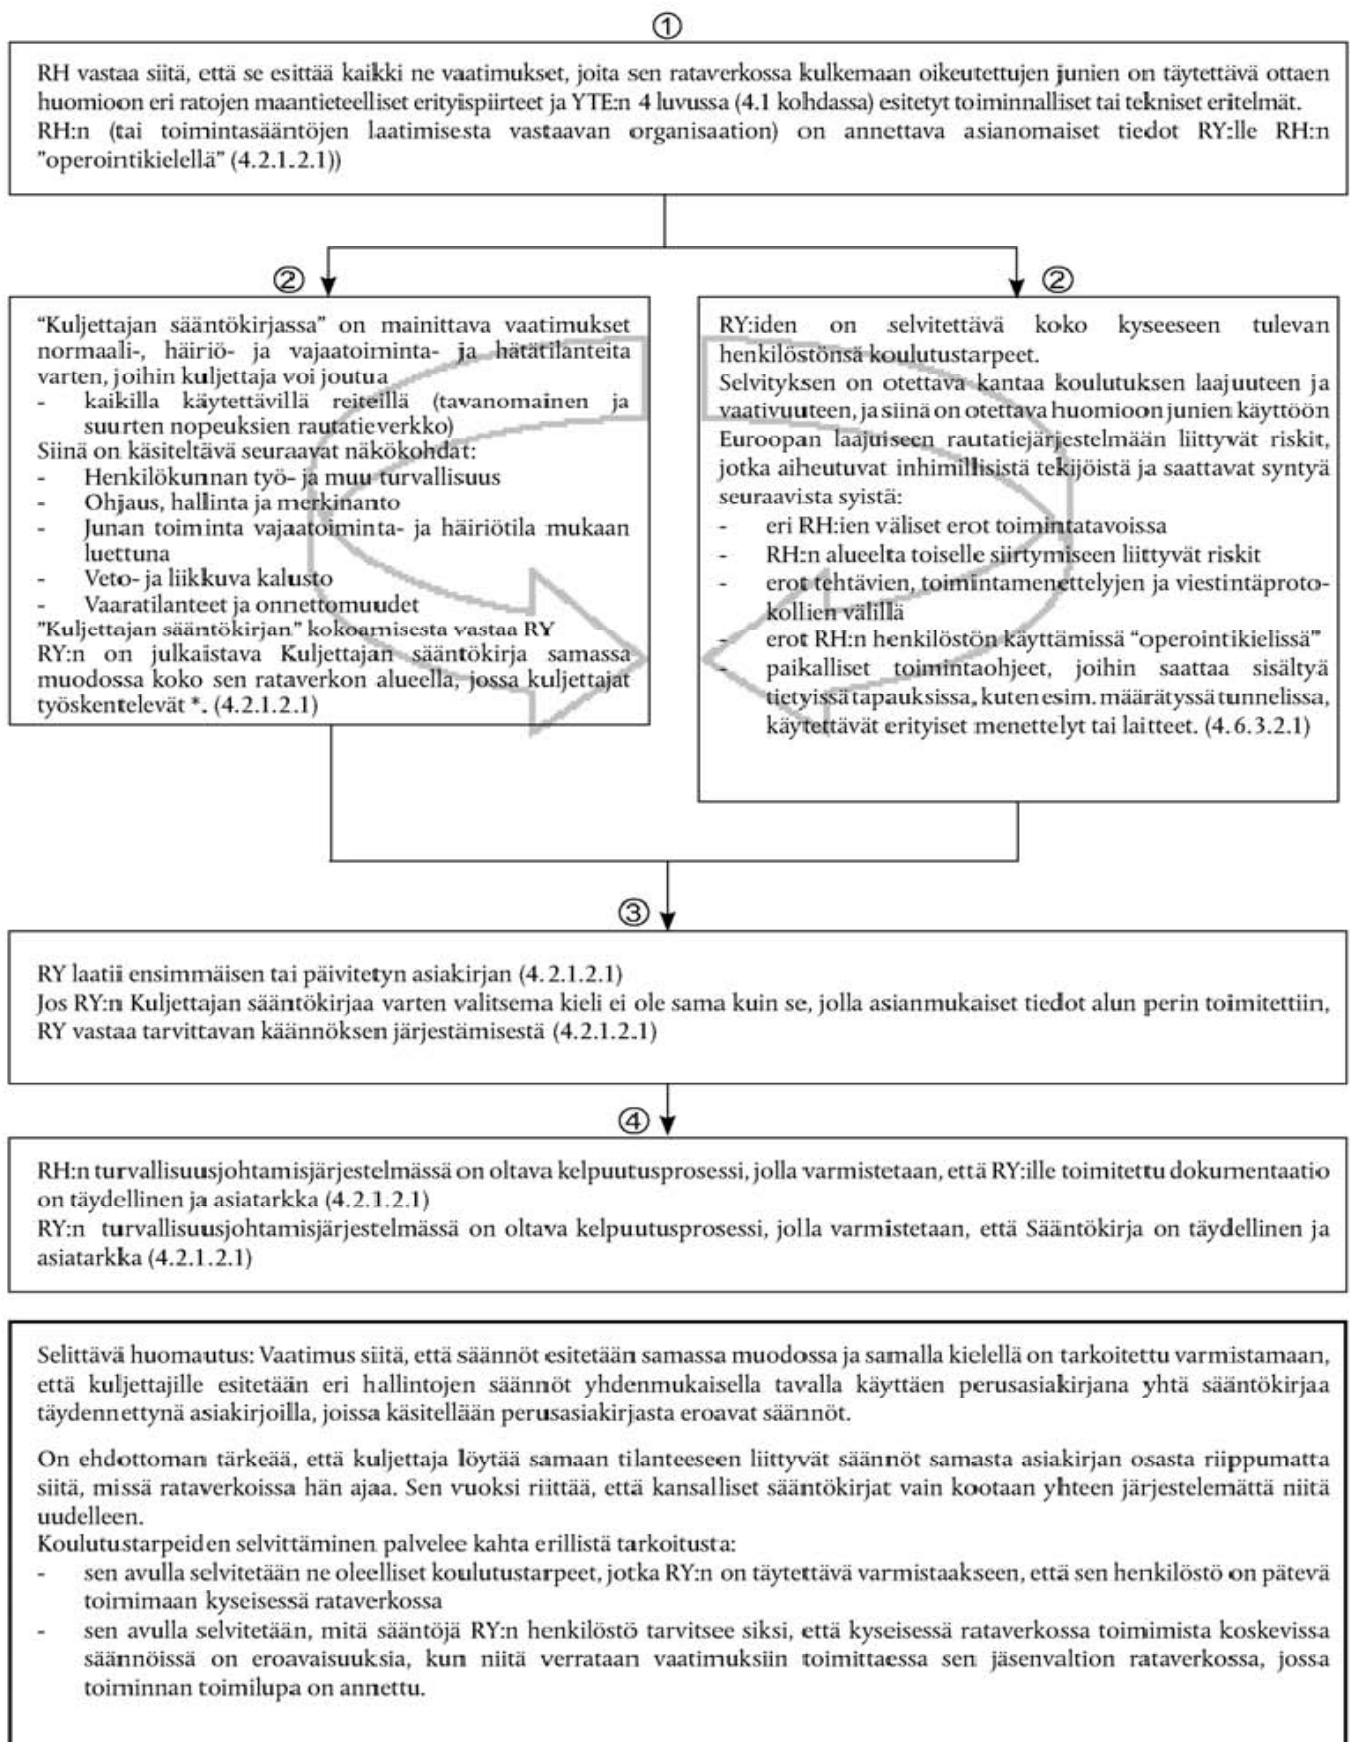 ①
RH vastaa siitä, että se esittää kaikki ne vaatimukset, joita sen rataverkossa kulkemaan oikeutettujen junien on täytettävä ottaen
huomioon eri ratojen maantieteelliset erityispiirteet ja YTE:n 4 luvussa (4.1 kohdassa) esitetyt toiminnalliset tai tekniset eritelmät.
RH:n (tai toimintasääntöjen laatimisesta vastaavan organisaation) on annettava asianomaiset tiedot RY:lle RH:n
"operointikielellä" (4.2.1.2.1))
②
"Kuljettajan sääntökirjassa" on mainittava vaatimukset
normaali-, häiriö- ja vajaatoiminta- ja hätätilanteita
varten, joihin kuljettaja voi joutua
- kaikilla käytettävillä reiteillä (tavanomainen ja
suurten nopeuksien rautatieverkko)
Siinä on käsiteltävä seuraavat näkökohdat:
- Henkilökunnan työ- ja muu turvallisuus
- Ohjaus, hallinta ja merkinanto
- Junan toiminta vajaatoiminta- ja häiriötila mukaan
luettuna
- Veto- ja liikkuva kalusto
- Vaaratilanteet ja onnettomuudet
"Kuljettajan sääntökirjan" kokoamisesta vastaa RY
RY:n on julkaistava Kuljettajan sääntökirja samassa
muodossa koko sen rataverkon alueella, jossa kuljettajat
työskentelevät *. (4.2.1.2.1)
②
RY:iden on selvitettävä koko kyseeseen tulevan
henkilöstönsä koulutustarpeet.
Selvityksen on otettava kantaa koulutuksen laajuuteen ja
vaativuuteen, ja siinä on otettava huomioon junien käyttöön
Euroopan laajuiseen rautatiejärjestelmään liittyvät riskit,
jotka aiheutuvat inhimillisistä tekijöistä ja saattavat syntyä
seuraavista syistä:
- eri RH:ien väliset erot toimintatavoissa
- RH:n alueelta toiselle siirtymiseen liittyvät riskit
- erot tehtävien, toimintamenettelyjen ja viestintäproto-
kollien välillä
- erot RH:n henkilöstön käyttämissä "operointikielissä"
- paikalliset toimintaohjeet, joihin saattaa sisältyä
tietyissä tapauksissa, kuten esim. määrätyssä tunnelissa,
käytettävät erityiset menettelyt tai laitteet. (4.6.3.2.1)
③
RY laatii ensimmäisen tai päivitetyn asiakirjan (4.2.1.2.1)
Jos RY:n Kuljettajan sääntökirjaa varten valitsema kieli ei ole sama kuin se, jolla asianmukaiset tiedot alun perin toimitettiin,
RY vastaa tarvittavan käännöksen järjestämisestä (4.2.1.2.1)
④
RH:n turvallisuusjohtamisjärjestelmässä on oltava kelpuutusprosessi, jolla varmistetaan, että RY:ille toimitettu dokumentaatio
on täydellinen ja asiatarkka (4.2.1.2.1)
RY:n turvallisuusjohtamisjärjestelmässä on oltava kelpuutusprosessi, jolla varmistetaan, että Sääntökirja on täydellinen ja
asiatarkka (4.2.1.2.1)
Selittävä huomautus: Vaatimus siitä, että säännöt esitetään samassa muodossa ja samalla kielellä on tarkoitettu varmistamaan,
että kuljettajille esitetään eri hallintojen säännöt yhdenmukaisella tavalla käyttäen perusasiakirjana yhtä sääntökirjaa
täydennettynä asiakirjoilla, joissa käsitellään perusasiakirjasta eroavat säännöt.
On ehdottoman tärkeää, että kuljettaja löytää samaan tilanteeseen liittyvät säännöt samasta asiakirjan osasta riippumatta
siitä, missä rataverkoissa hän ajaa. Sen vuoksi riittää, että kansalliset sääntökirjat vain kootaan yhteen järjestelemättä niitä
uudelleen.
Koulutustarpeiden selvittäminen palvelee kahta erillistä tarkoitusta:
- sen avulla selvitetään ne oleelliset koulutustarpeet, jotka RY:n on täytettävä varmistaakseen, että sen henkilöstö on pätevä
toimimaan kyseisessä rataverkossa
- sen avulla selvitetään, mitä sääntöjä RY:n henkilöstö tarvitsee siksi, että kyseisessä rataverkossa toimimista koskevissa
säännöissä on eroavaisuuksia, kun niitä verrataan vaatimuksiin toimittaessa sen jäsenvaltion rataverkossa, jossa
toiminnan toimilupa on annettu.